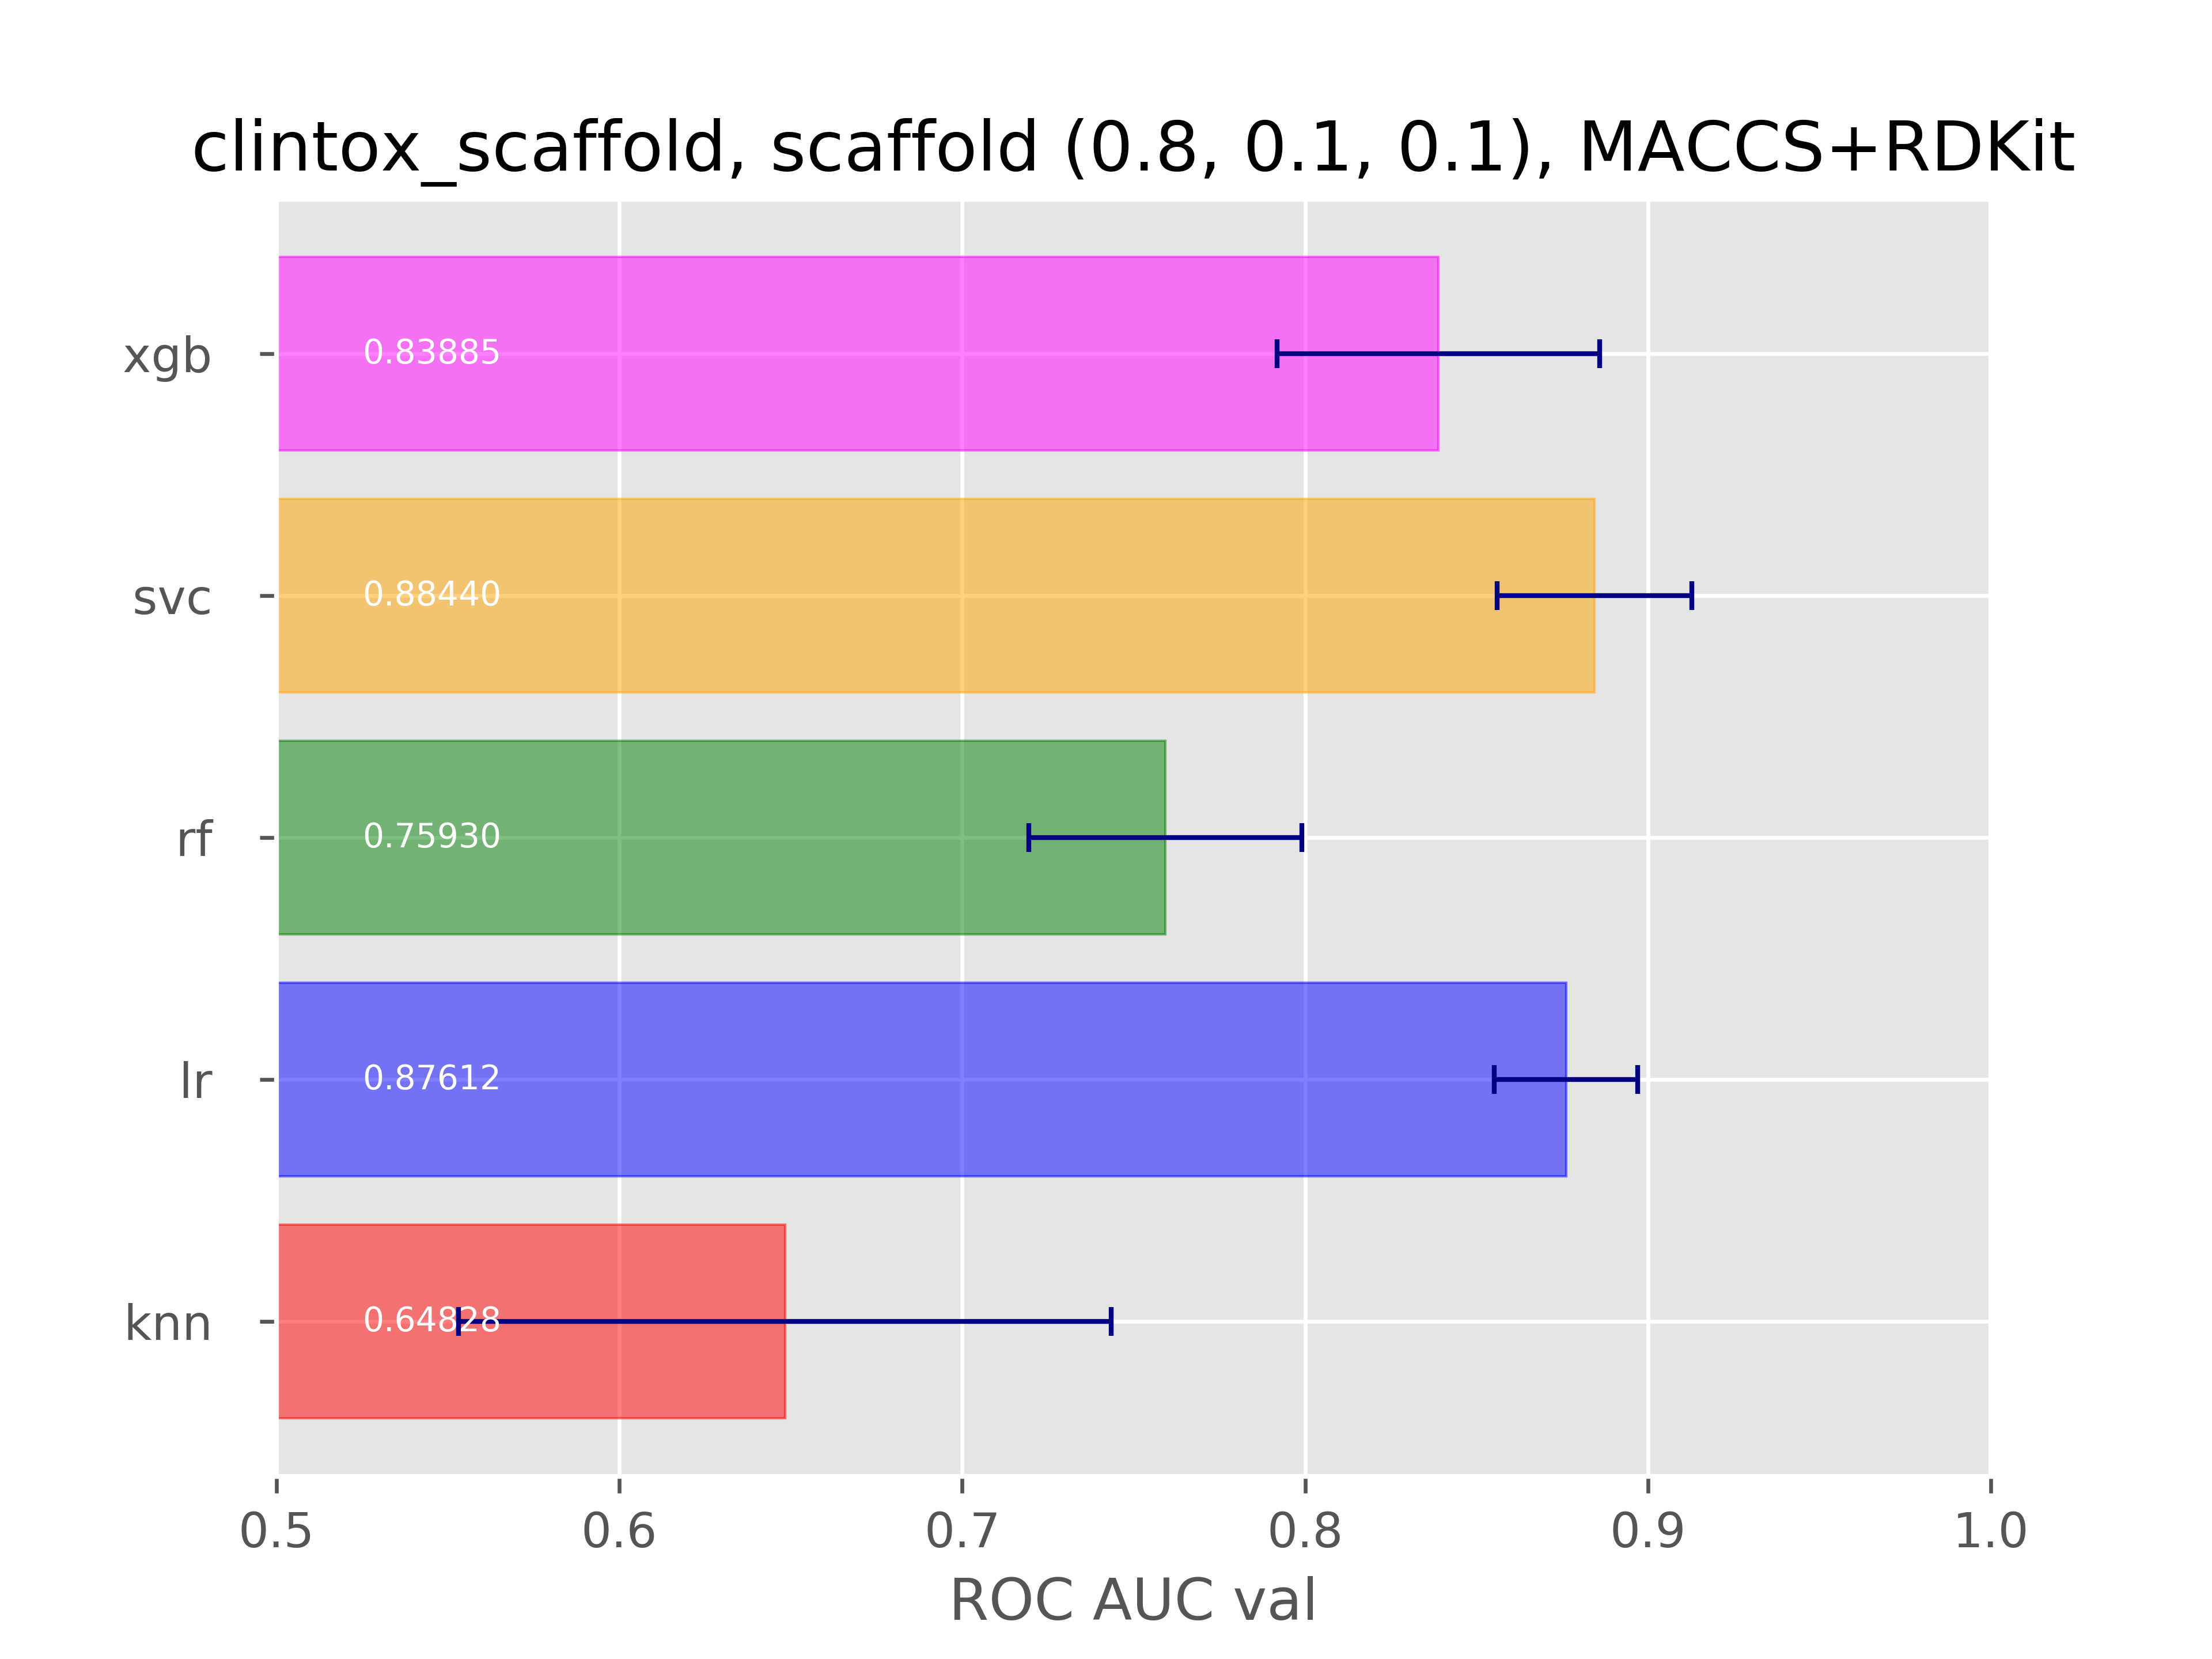 clintox_scaffold, scaffold (0.8, 0.1, 0.1), MACCS+RDKit
xgb
0.83885
svc
0.88440
rf
0.75930
lr
0.87612
knn
0.64828
0.5 0.6 0.7 0.8 0.9 1.0
ROC AUC val